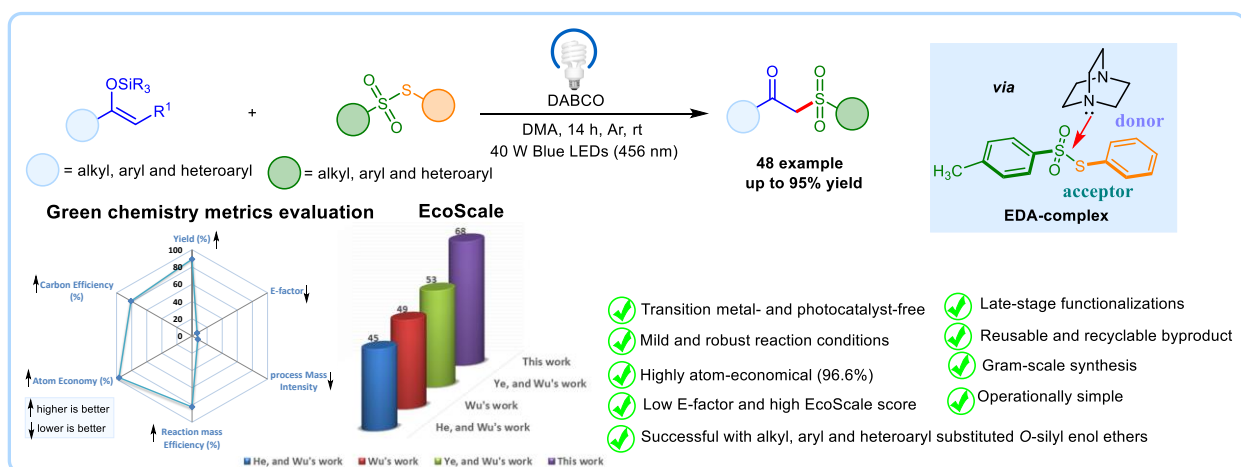 OSiR3
R1
+
S
O
O
S
DABCO
DMA, 14 h, Ar, rt
40 W Blue LEDs (456 nm)
O
O
O
S
48 example
up to 95% yield
= alkyl, aryl and heteroaryl
= alkyl, aryl and heteroaryl
via
N
N
donor
O
S
O
S
H3C
acceptor
EDA-complex
Green chemistry metrics evaluation
Yield (%)
100
80
60
40
20
0
Carbon Efficiency
(%)
E-factor
Atom Economy (%)
process Mass
Intensity
Reaction mass
Efficiency (%)
higher is better
lower is better
EcoScale
45
49
53
68
This work
Ye, and Wu's work
Wu's work
He, and Wu's work
He, and Wu's work Wu's work Ye, and Wu's work This work
Transition metal- and photocatalyst-free
Mild and robust reaction conditions
Highly atom-economical (96.6%)
Low E-factor and high EcoScale score
Successful with alkyl, aryl and heteroaryl substituted O-silyl enol ethers
Late-stage functionalizations
Reusable and recyclable byproduct
Gram-scale synthesis
Operationally simple